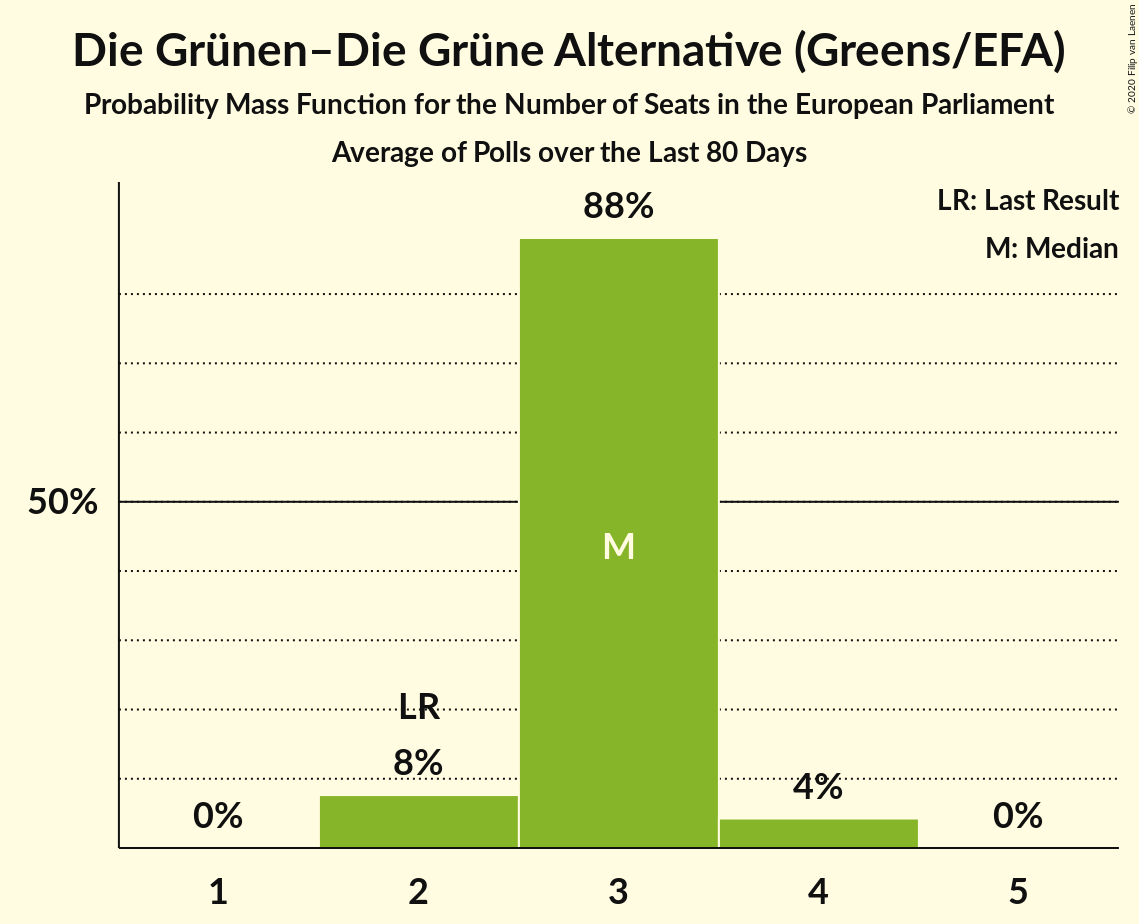 Die Grünen–Die Grüne Alternative (Greens/EFA)
Probability Mass Function for the Number of Seats in the European Parliament
Average of Polls over the Last 80 Days
© 2020 Filip van Laenen
LR: Last Result
M: Median
88%
50%
M
LR
8%
4%
0%
0%
1 2 3 4 5